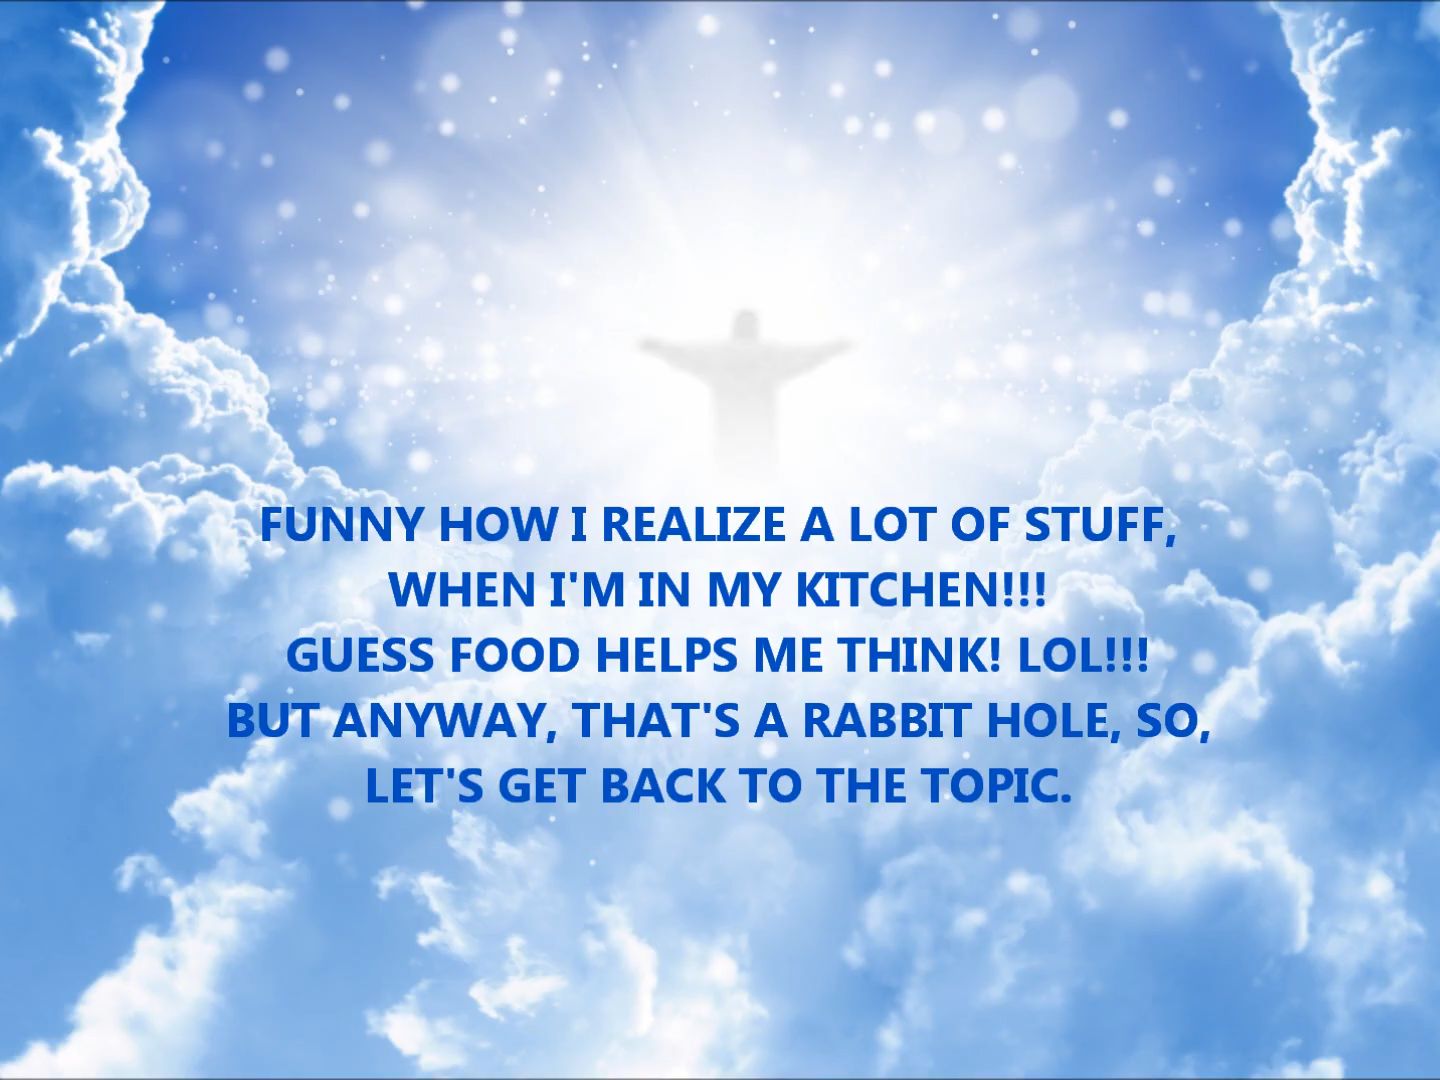 FUNNY HOW I REALIZE A LOT OF STUFF,
WHEN I'M IN MY KITCHEN!!!
GUESS FOOD HELPS ME THINK! LOL!!!
BUT ANYWAY, THAT'S A RABBIT HOLE, SO,
LET'S GET BACK TO THE TOPIC.